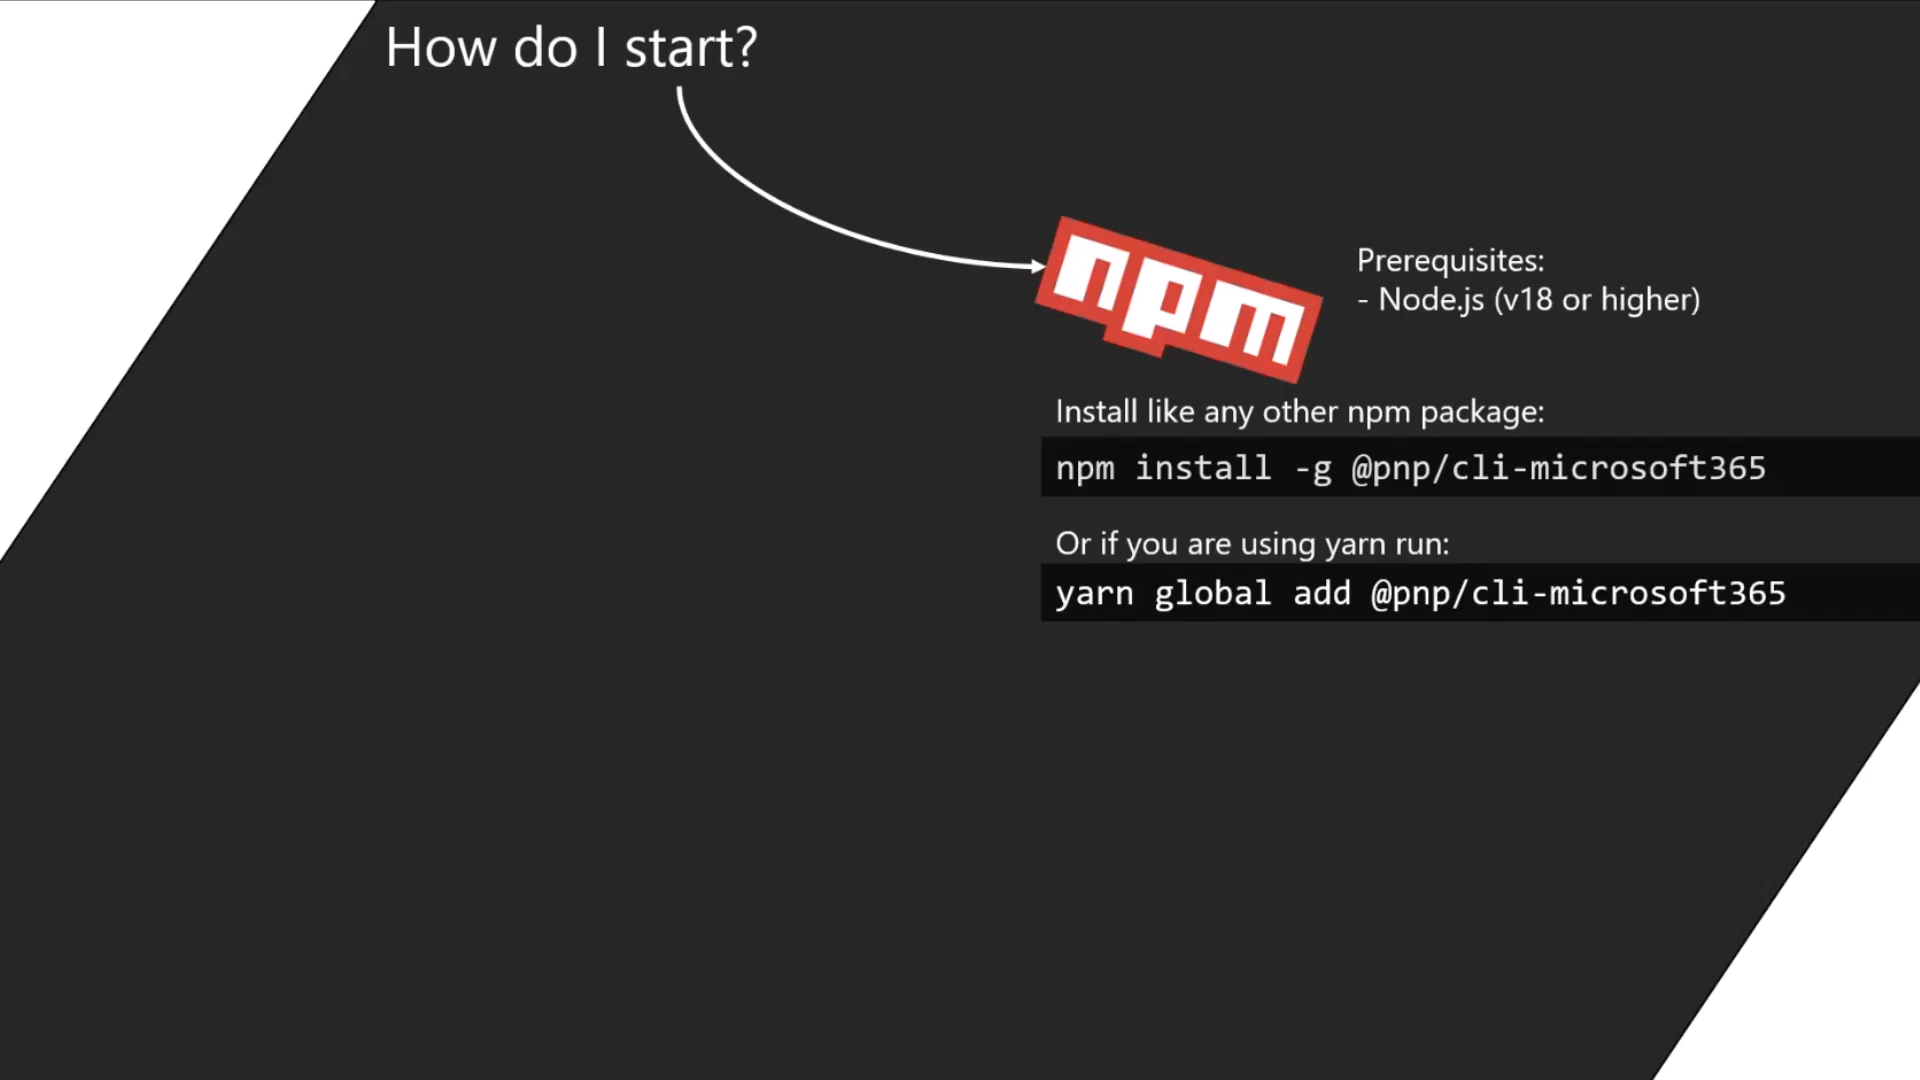 How do I start?
npm
Prerequisites:
- Node.js (v18 or higher)
Install like any other npm package:
npm install -g @pnp/cli-microsoft365
Or if you are using yarn run:
yarn global add @pnp/cli-microsoft365